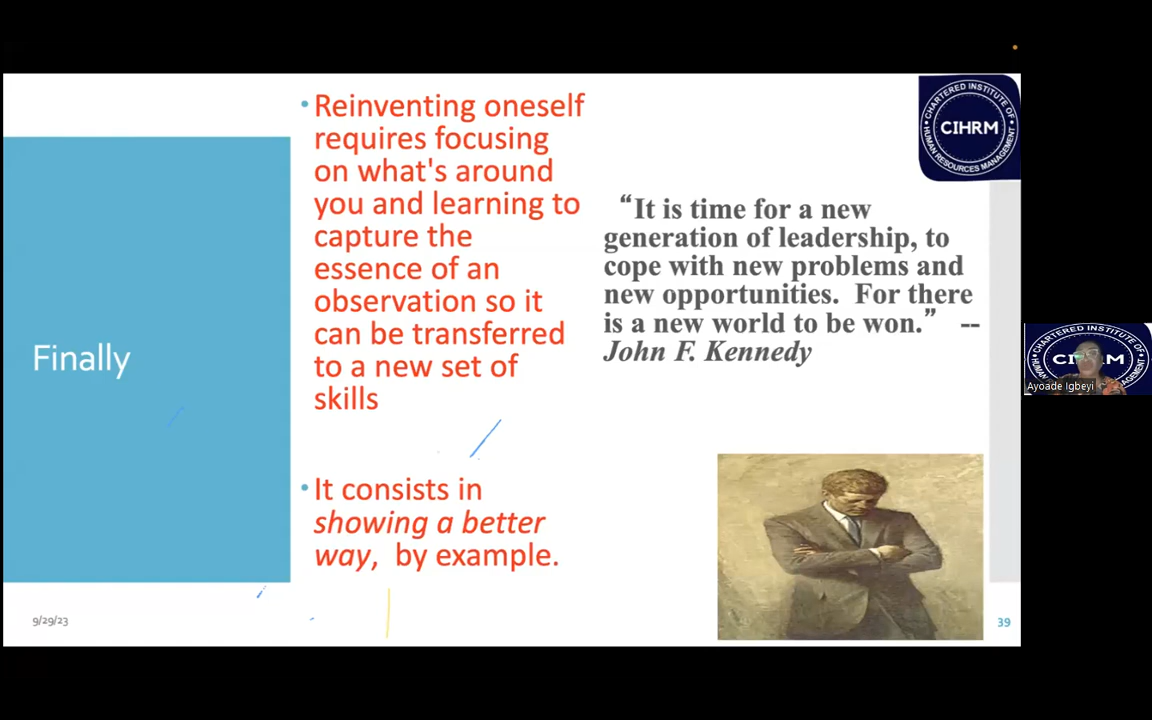 Finally
• Reinventing oneself
requires focusing
on what's around
you and learning to
capture the
essence of an
observation so it
can be transferred
to a new set of
skills
• It consists in
showing a better
way, by example.
“It is time for a new
generation of leadership, to
cope with new problems and
new opportunities. For there
is a new world to be won.” --
John F. Kennedy
CHARTERED INSTITUTE OF
CIHRM
HUMAN RESOURCES MANAGEMENT
CHARTERED INSTITUTE OF
Ayoade Igbeyi
9/29/23
39